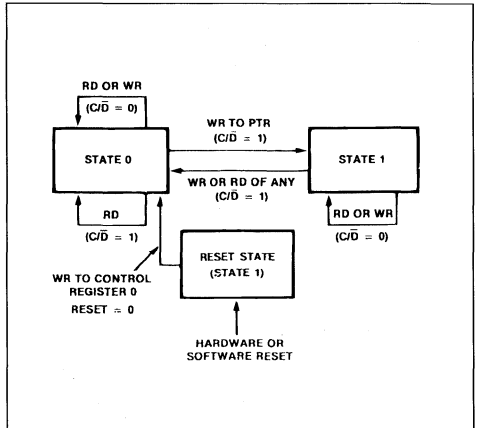 RD OR WR
(C/D̅ = 0)
WR TO PTR
(C/D̅ = 1)
STATE 0
STATE 1
WR OR RD OF ANY
(C/D̅ = 1)
RD
(C/D̅ = 1)
RD OR WR
(C/D̅ = 0)
RESET STATE
(STATE 1)
WR TO CONTROL
REGISTER 0
RESET = 0
HARDWARE OR
SOFTWARE RESET